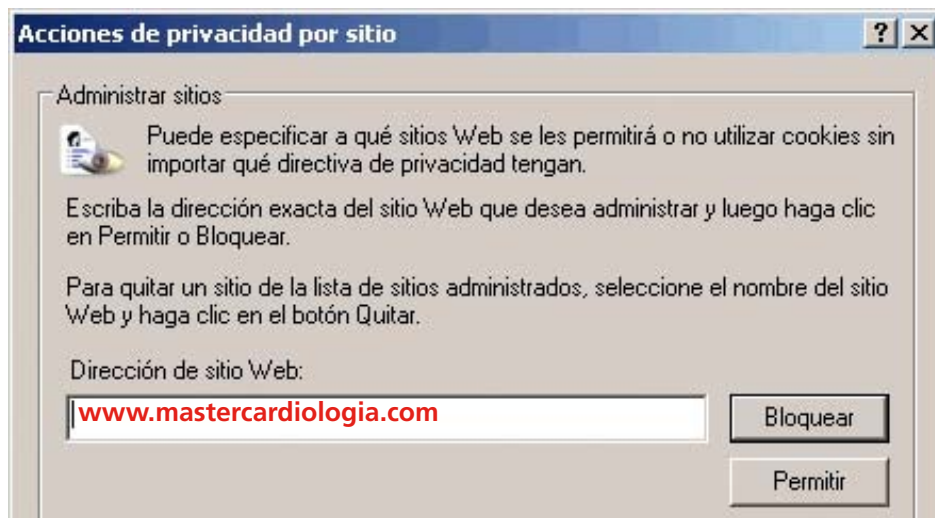 Acciones de privacidad por sitio
Administrar sitios
Puede especificar a qué sitios Web se les permitirá o no utilizar cookies sin
importar qué directiva de privacidad tengan.
Escriba la dirección exacta del sitio Web que desea administrar y luego haga clic
en Permitir o Bloquear.
Para quitar un sitio de la lista de sitios administrados, seleccione el nombre del sitio
Web y haga clic en el botón Quitar.
Dirección de sitio Web:
www.mastercardiologia.com
Bloquear
Permitir